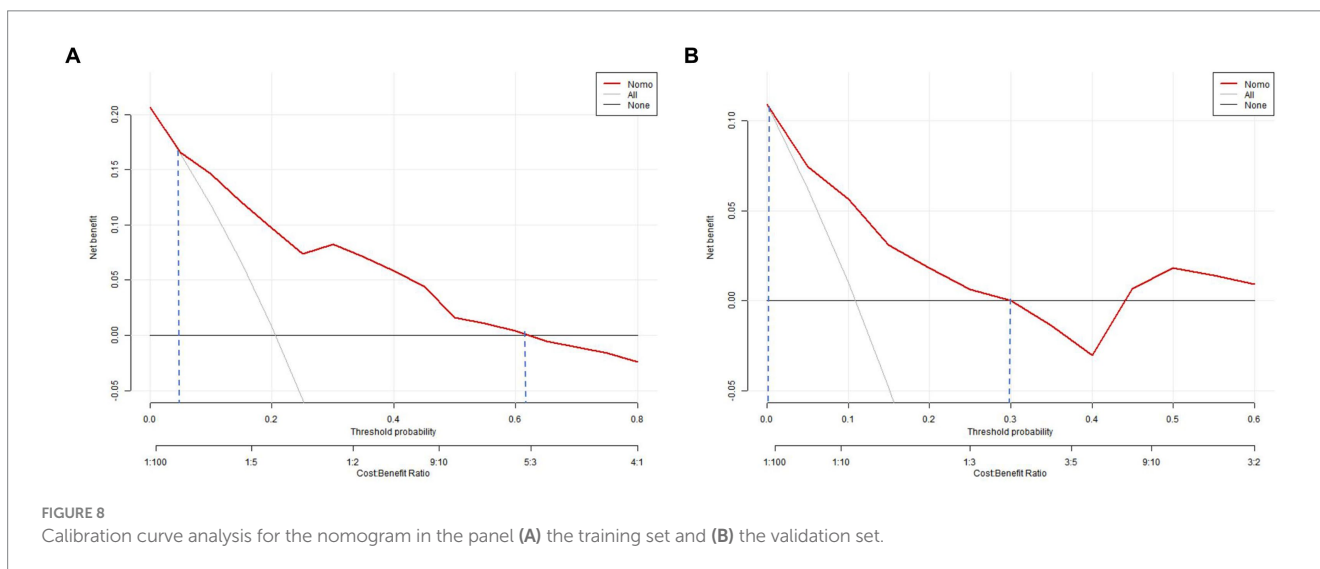 A
Nomo
All
None
0.20
0.15
0.10
0.05
0.00
-0.05
Net benefit
0.0 0.2 0.4 0.6 0.8
Threshold probability
1:100 1:5 1:2 9:10 5:3 4:1
Cost:Benefit Ratio
B
Nomo
All
None
0.10
0.05
0.00
-0.05
Net benefit
0.0 0.1 0.2 0.3 0.4 0.5 0.6
Threshold probability
1:100 1:10 1:3 3:5 9:10 3:2
Cost:Benefit Ratio
FIGURE 8
Calibration curve analysis for the nomogram in the panel (A) the training set and (B) the validation set.